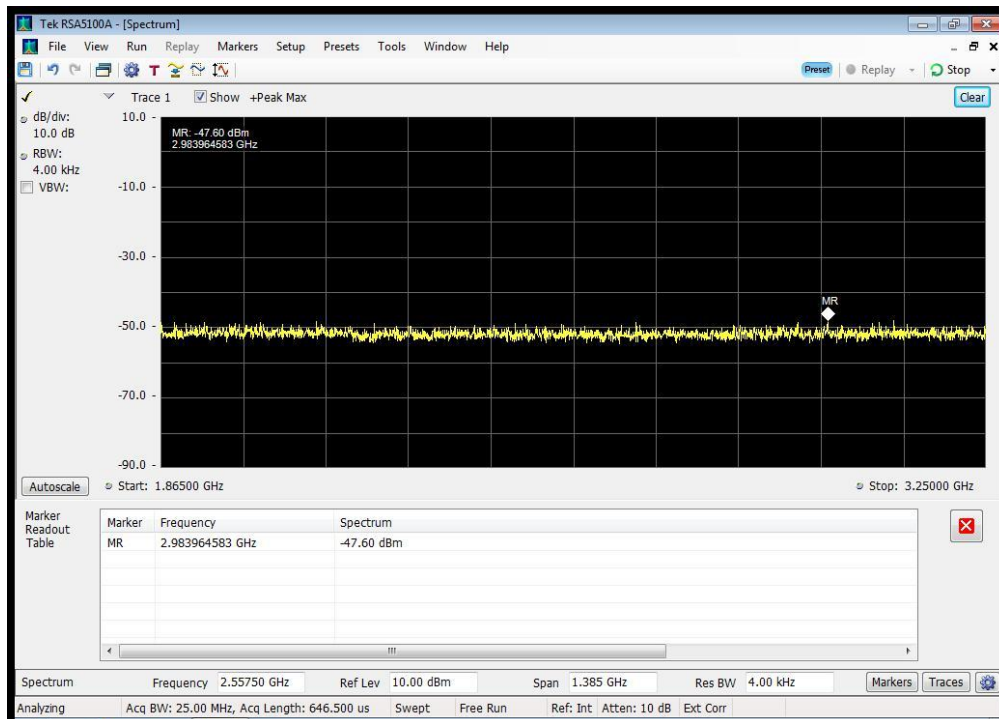 Tek RSA5100A - [Spectrum]
File View Run Replay Markers Setup Presets Tools Window Help
T Preset Replay Stop
Trace 1 Show +Peak Max Clear
dB/div:
10.0 dB
RBW:
4.00 kHz
VBW:
10.0
MR: -47.60 dBm
2.983964583 GHz
-10.0
-30.0
MR
-50.0
-70.0
-90.0
Autoscale Start: 1.86500 GHz Stop: 3.25000 GHz
Marker
Readout
Table
Marker Frequency Spectrum
MR 2.983964583 GHz -47.60 dBm
Spectrum Frequency 2.55750 GHz Ref Lev 10.00 dBm Span 1.385 GHz Res BW 4.00 kHz Markers Traces
Analyzing Acq BW: 25.00 MHz, Acq Length: 646.500 us Swept Free Run Ref: Int Atten: 10 dB Ext Corr